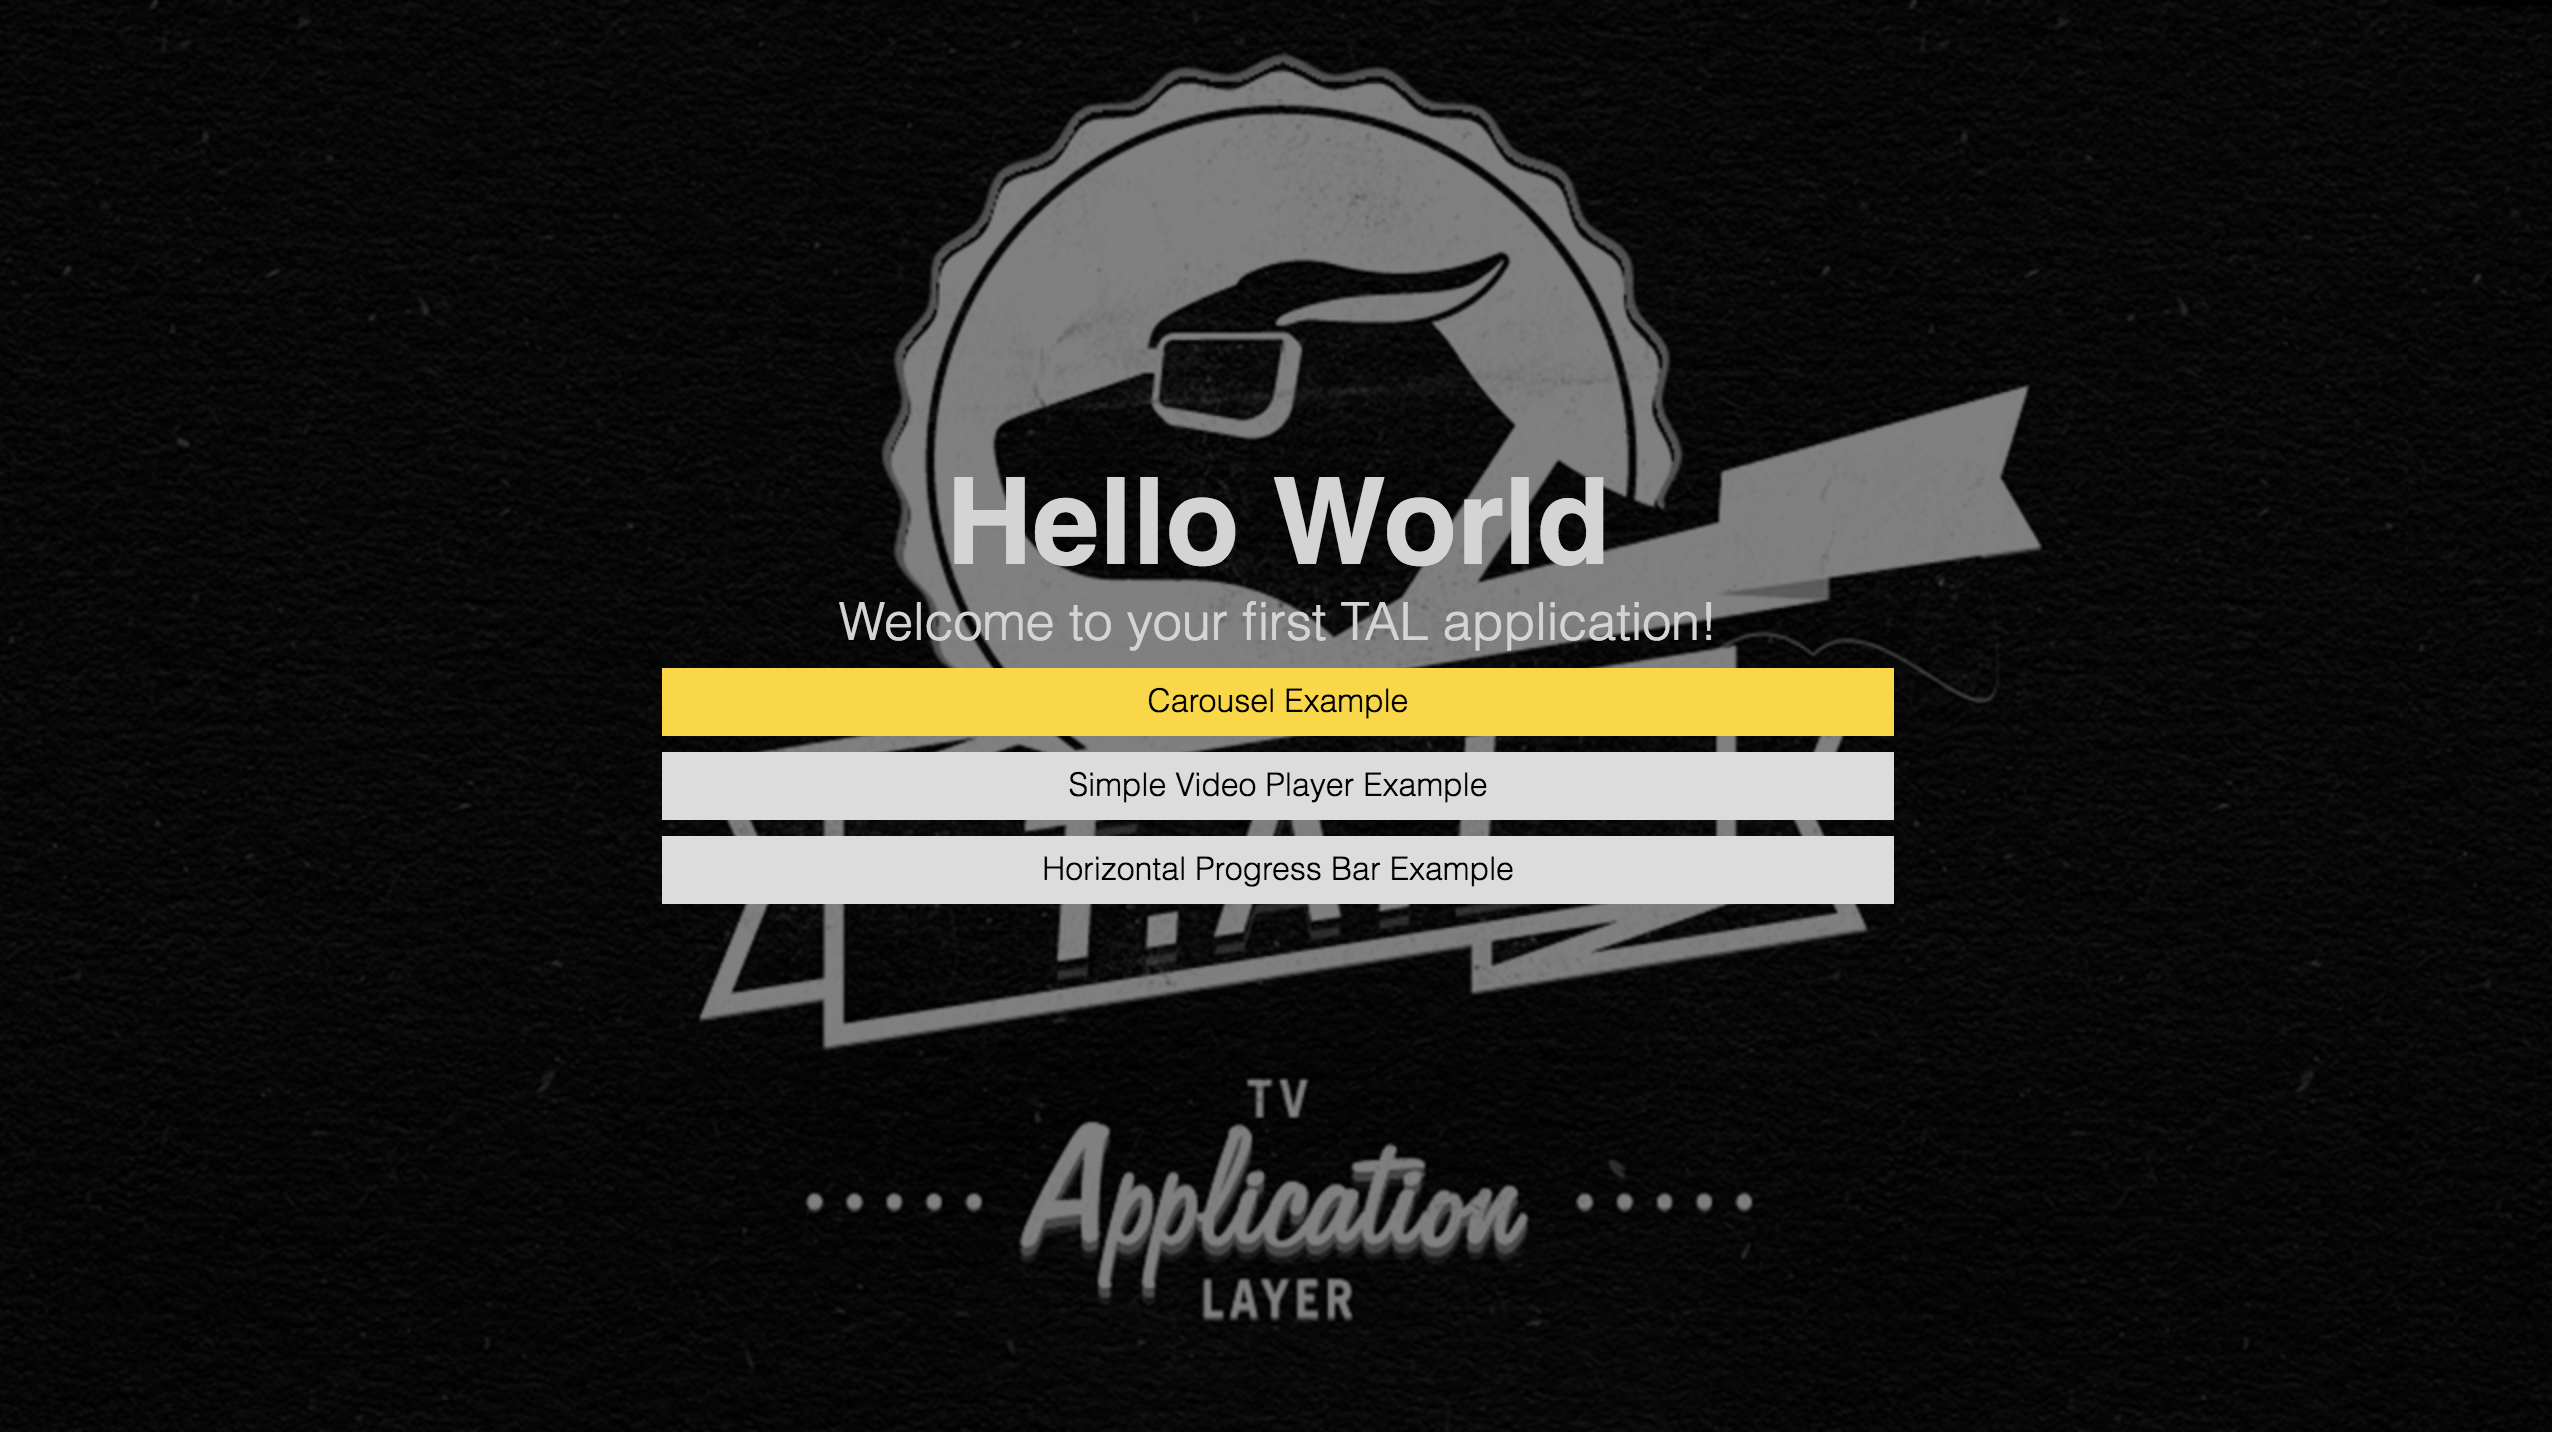 Hello World
Welcome to your first TAL application!
Carousel Example
Simple Video Player Example
Horizontal Progress Bar Example
TV
Application
LAYER